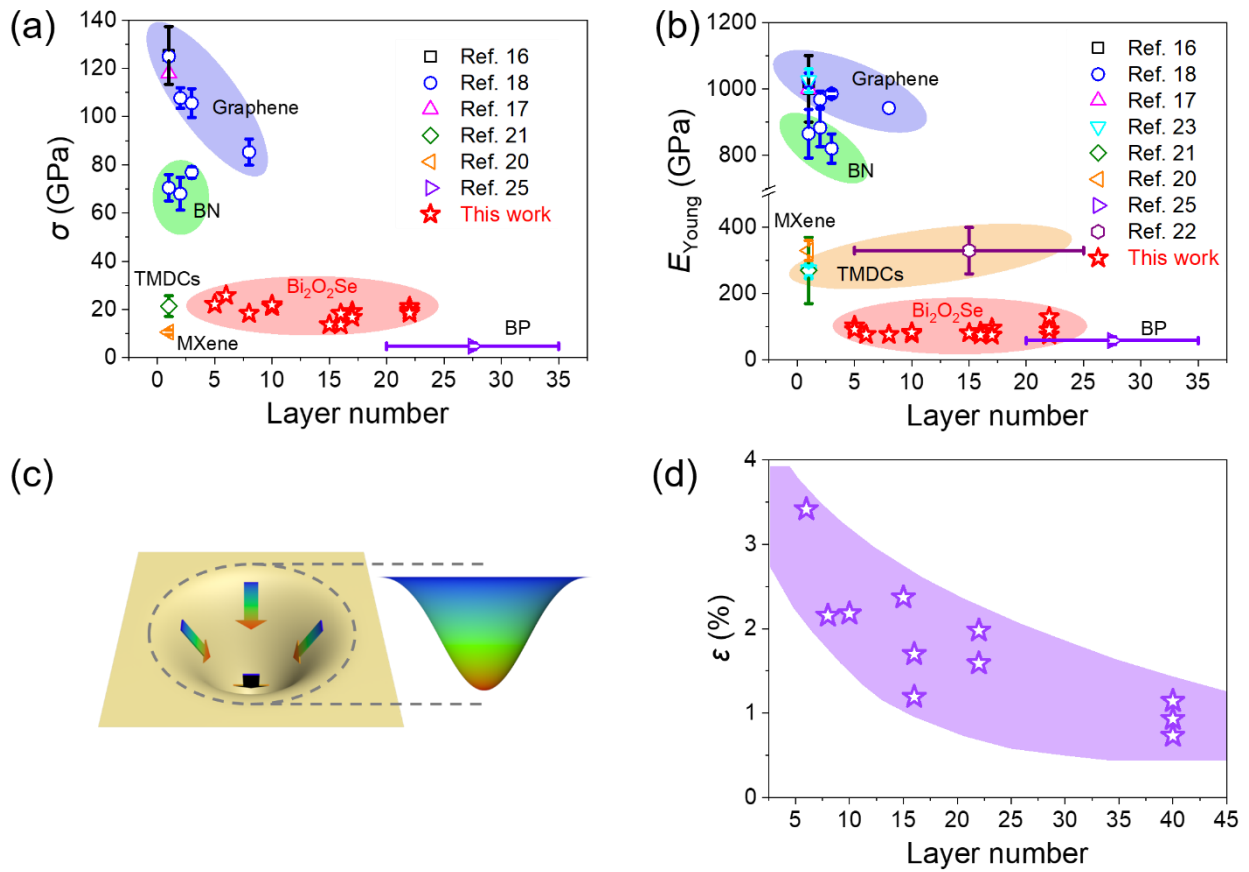 (a)
σ (GPa)
140
120
100
80
60
40
20
0
0 5 10 15 20 25 30 35
Layer number
Graphene
BN
TMDCs
MXene
Bi₂O₂Se
BP
Ref. 16
Ref. 18
Ref. 17
Ref. 21
Ref. 20
Ref. 25
This work
(b)
E_Young (GPa)
1000
800
400
200
0
0 5 10 15 20 25 30 35
Layer number
Graphene
BN
MXene
TMDCs
Bi₂O₂Se
BP
Ref. 16
Ref. 18
Ref. 17
Ref. 23
Ref. 21
Ref. 20
Ref. 25
Ref. 22
This work
(c)
(d)
ε (%)
4
3
2
1
0
5 10 15 20 25 30 35 40 45
Layer number